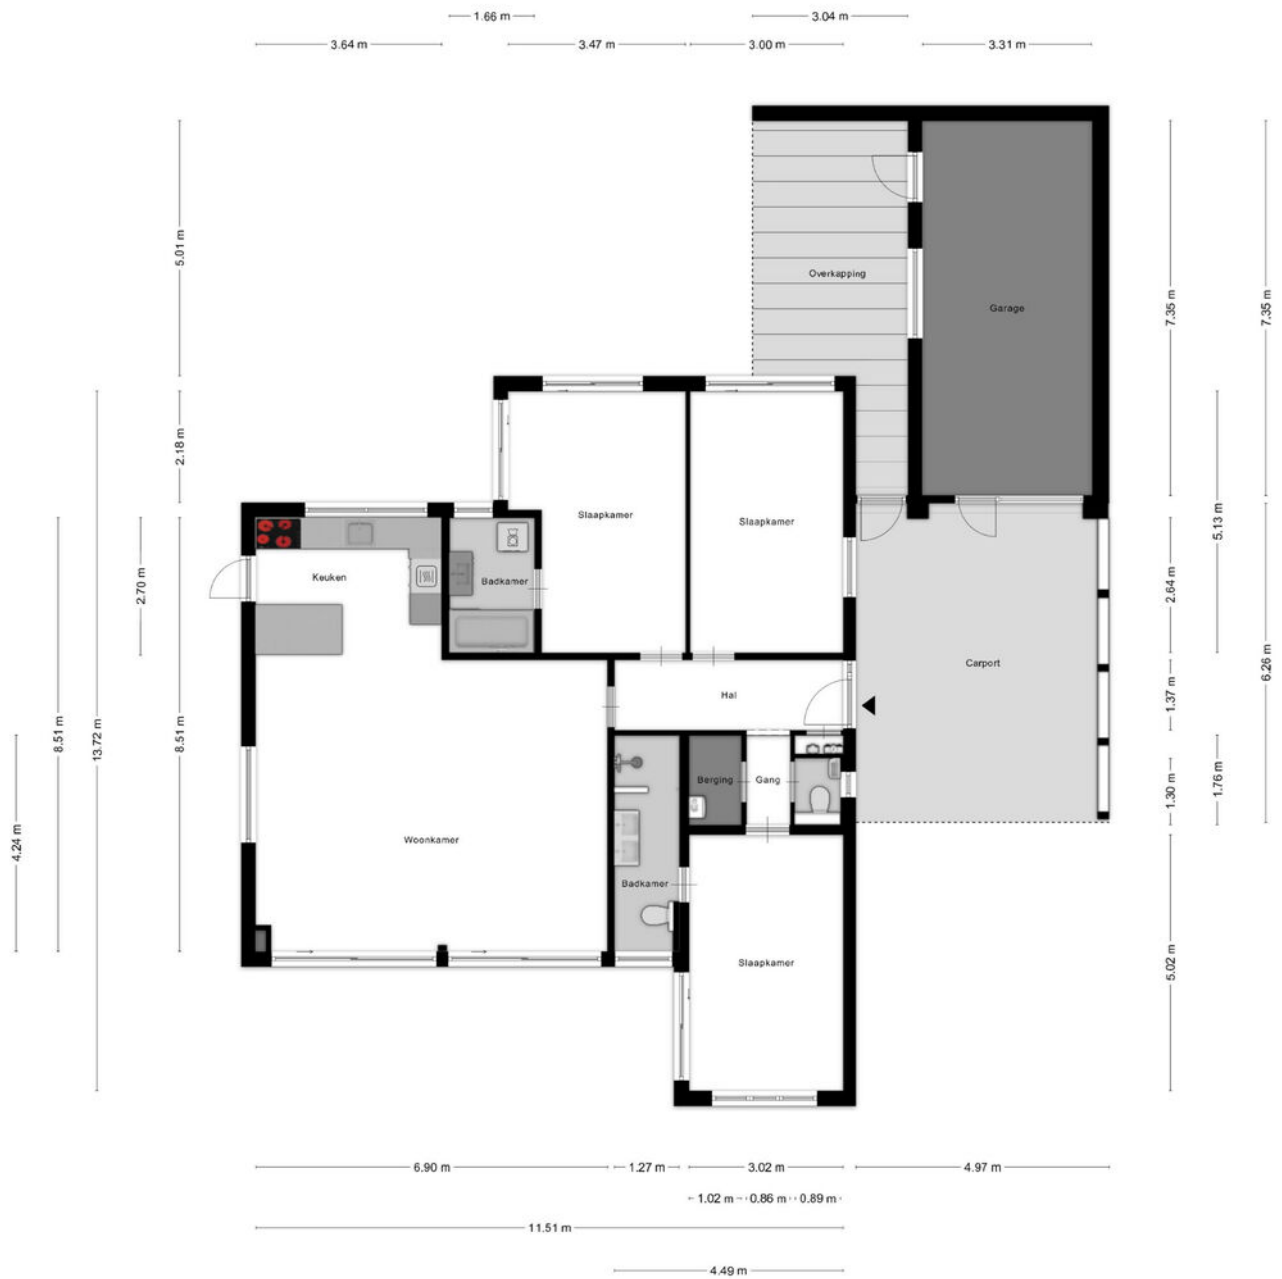 1.66 m
3.04 m
3.64 m
3.47 m
3.00 m
3.31 m
5.01 m
7.35 m
7.35 m
Overkapping
Garage
2.18 m
Slaapkamer
Slaapkamer
5.13 m
Keuken
Badkamer
2.70 m
2.64 m
Carport
6.26 m
Hal
1.37 m
8.51 m
13.72 m
8.51 m
Berging
Gang
1.30 m
1.76 m
4.24 m
Woonkamer
Badkamer
Slaapkamer
5.02 m
6.90 m
1.27 m
3.02 m
4.97 m
1.02 m
0.86 m
0.89 m
11.51 m
4.49 m